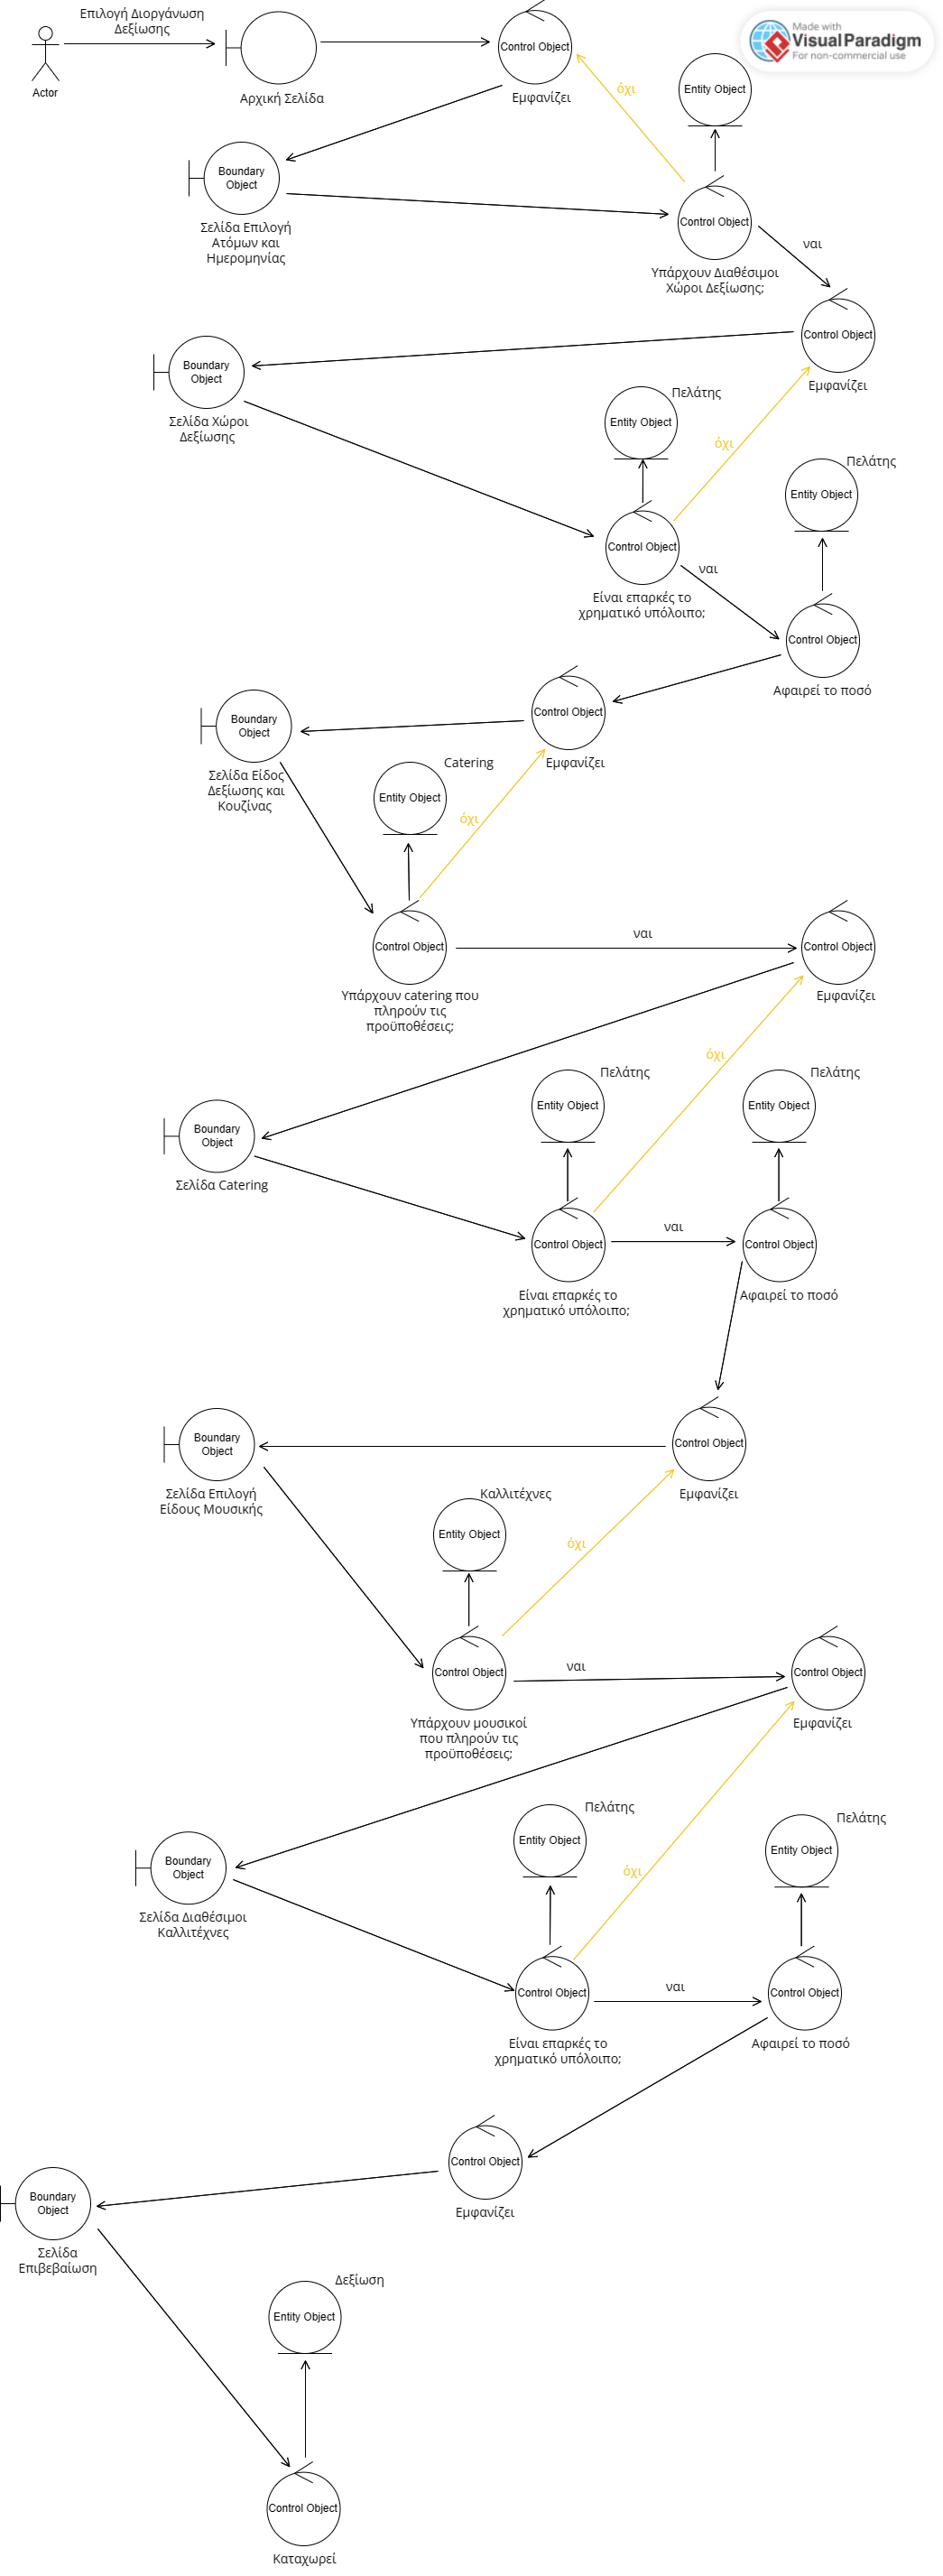 Επιλογή Διοργάνωση
Δεξίωσης
Actor
Αρχική Σελίδα
Control Object
Εμφανίζει
Made with
VisualParadigm
For non-commercial use
όχι
Entity Object
Boundary
Object
Σελίδα Επιλογή
Ατόμων και
Ημερομηνίας
Control Object
Υπάρχουν Διαθέσιμοι
Χώροι Δεξίωσης;
ναι
Control Object
Εμφανίζει
Boundary
Object
Σελίδα Χώροι
Δεξίωσης
Πελάτης
Entity Object
όχι
Πελάτης
Entity Object
Control Object
Είναι επαρκές το
χρηματικό υπόλοιπο;
ναι
Control Object
Αφαιρεί το ποσό
Boundary
Object
Σελίδα Είδος
Δεξίωσης και
Κουζίνας
Control Object
Εμφανίζει
Catering
Entity Object
όχι
Control Object
Υπάρχουν catering που
πληρούν τις
προϋποθέσεις;
ναι
Control Object
Εμφανίζει
όχι
Πελάτης
Entity Object
Πελάτης
Entity Object
Boundary
Object
Σελίδα Catering
Control Object
Είναι επαρκές το
χρηματικό υπόλοιπο;
ναι
Control Object
Αφαιρεί το ποσό
Boundary
Object
Σελίδα Επιλογή
Είδους Μουσικής
Control Object
Εμφανίζει
Καλλιτέχνες
Entity Object
όχι
Control Object
Υπάρχουν μουσικοί
που πληρούν τις
προϋποθέσεις;
ναι
Control Object
Εμφανίζει
Πελάτης
Entity Object
όχι
Πελάτης
Entity Object
Boundary
Object
Σελίδα Διαθέσιμοι
Καλλιτέχνες
Control Object
Είναι επαρκές το
χρηματικό υπόλοιπο;
ναι
Control Object
Αφαιρεί το ποσό
Control Object
Εμφανίζει
Boundary
Object
Σελίδα
Επιβεβαίωση
Δεξίωση
Entity Object
Control Object
Καταχωρεί